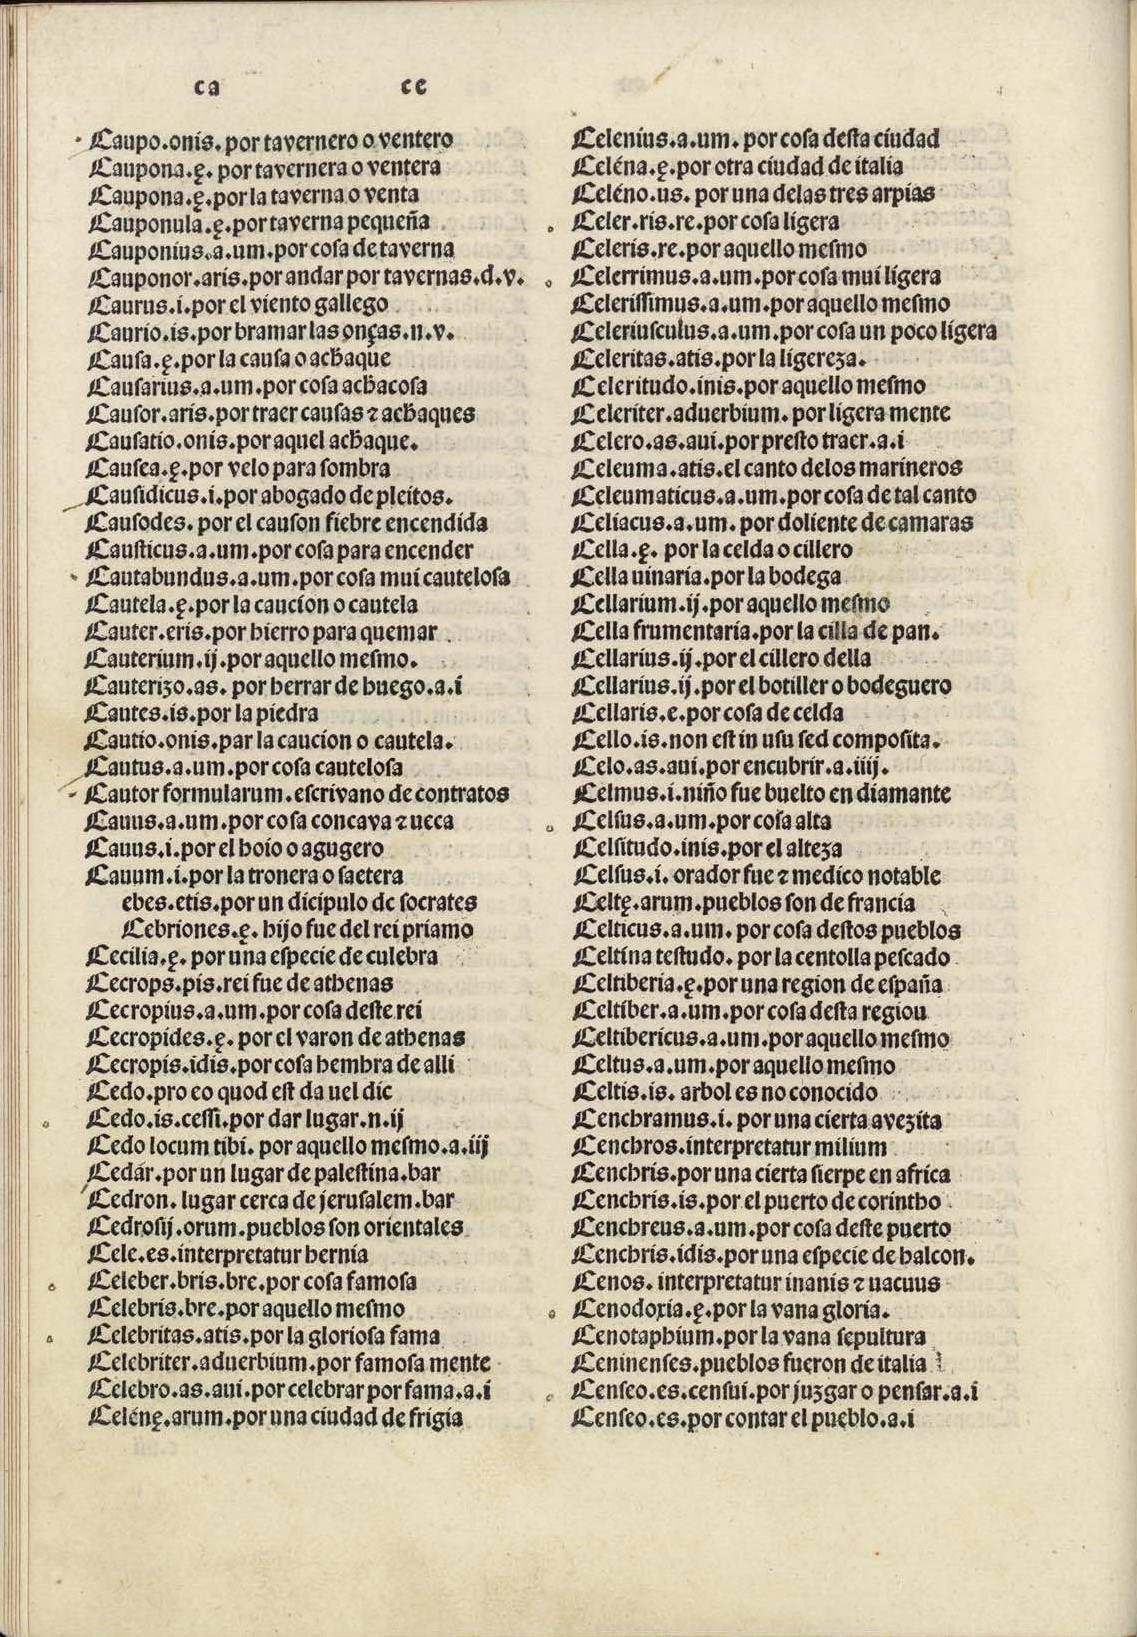 ca ce
Caupo.onis.por tavernero o ventero
Caupona.ę.por tavernera o ventera
Caupona.ę.por la taverna o venta
Cauponula.ę.por taverna pequeña
Cauponius.a.um.por coſa de taverna
Cauponor.aris.por andar por tavernas.d.v.
Caurus.i.por el viento gallego
Caurio.is.por bramar las onças.n.v.
Cauſa.ę.por la cauſa o achaque
Cauſarius.a.um.por coſa achacoſa
Cauſor.aris.por traer cauſas ⁊ achaques
Cauſatio.onis.por aquel achaque.
Cauſea.ę.por velo para ſombra
Cauſidicus.i.por abogado de pleitos.
Cauſodes.por el cauſon fiebre encendida
Cauſticus.a.um.por coſa para encender
Cautabundus.a.um.por coſa mui cauteloſa
Cautela.ę.por la caucion o cautela
Cauter.eris.por hierro para quemar
Cauterium.ij.por aquello meſmo.
Cauterizo.as.por herrar de huego.a.i
Cautes.is.por la piedra
Cautio.onis.par la caucion o cautela.
Cautus.a.um.por coſa cauteloſa
Cautor formularum.eſcrivano de contratos
Cauus.a.um.por coſa concava ⁊ ueca
Cauus.i.por el hoio o agugero
Cauum.i.por la tronera o ſaetera
ebes.etis.por un dicipulo de ſocrates
Cebriones.ę.hijo fue del rei priamo
Cecilia.ę.por una eſpecie de culebra
Cecrops.pis.rei fue de athenas
Cecropius.a.um.por coſa deſte rei
Cecropides.ę.por el varon de athenas
Cecropis.idis.por coſa hembra de alli
Cedo.pro eo quod eſt da uel dic
Cedo.is.ceſſi.por dar lugar.n.ij
Cedo locum tibi.por aquello meſmo.a.iij
Cedár.por un lugar de paleſtina.bar
Cedron.lugar cerca de jeruſalem.bar
Cedroſij.orum.pueblos ſon orientales
Cele.es.interpretatur hernia
Celeber.bris.bre.por coſa famoſa
Celebris.bre.por aquello meſmo
Celebritas.atis.por la glorioſa fama
Celebriter.aduerbium.por famoſa mente
Celebro.as.aui.por celebrar por fama.a.i
Celénę.arum.por una ciudad de frigia
Celenius.a.um.por coſa deſta ciudad
Celéna.ę.por otra ciudad de italia
Celéno.us.por una delas tres arpias
Celer.ris.re.por coſa ligera
Celeris.re.por aquello meſmo
Celerrimus.a.um.por coſa mui ligera
Celeriſſimus.a.um.por aquello meſmo
Celeriusculus.a.um.por coſa un poco ligera
Celeritas.atis.por la ligereza.
Celeritudo.inis.por aquello meſmo
Celeriter.aduerbium.por ligera mente
Celero.as.aui.por preſto traer.a.i
Celeuma.atis.el canto delos marineros
Celeumaticus.a.um.por coſa de tal canto
Celiacus.a.um.por doliente de camaras
Cella.ę.por la celda o cillero
Cella uinaria.por la bodega
Cellarium.ij.por aquello meſmo
Cella frumentaria.por la cilla de pan.
Cellarius.ij.por el cillero della
Cellarius.ij.por el botiller o bodeguero
Cellaris.e.por coſa de celda
Cello.is.non eſt in uſu ſed compoſita.
Celo.as.aui.por encubrir.a.iiij.
Celmus.i.niño fue buelto en diamante
Celſus.a.um.por coſa alta
Celſitudo.inis.por el alteza
Celſus.i.orador fue ⁊ medico notable
Celtę.arum.pueblos ſon de francia
Celticus.a.um.por coſa deſtos pueblos
Celtina teſtudo.por la centolla peſcado
Celtiberia.ę.por una region de eſpaña
Celtiber.a.um.por coſa deſta regiou
Celtibericus.a.um.por aquello meſmo
Celtus.a.um.por aquello meſmo
Celtis.is.arbol es no conocido
Cenchramus.i.por una cierta avezita
Cenchros.interpretatur milium
Cenchris.por una cierta ſierpe en africa
Cenchris.is.por el puerto de corintho
Cenchreus.a.um.por coſa deſte puerto
Cenchris.idis.por una eſpecie de halcon.
Cenos.interpretatur inanis ⁊ uacuus
Cenodoxia.ę.por la vana gloria.
Cenotaphium.por la vana ſepultura
Ceninenſes.pueblos fueron de italia
Cenſeo.es.cenſui.por juzgar o penſar.a.i
Cenſeo.es.por contar el pueblo.a.i